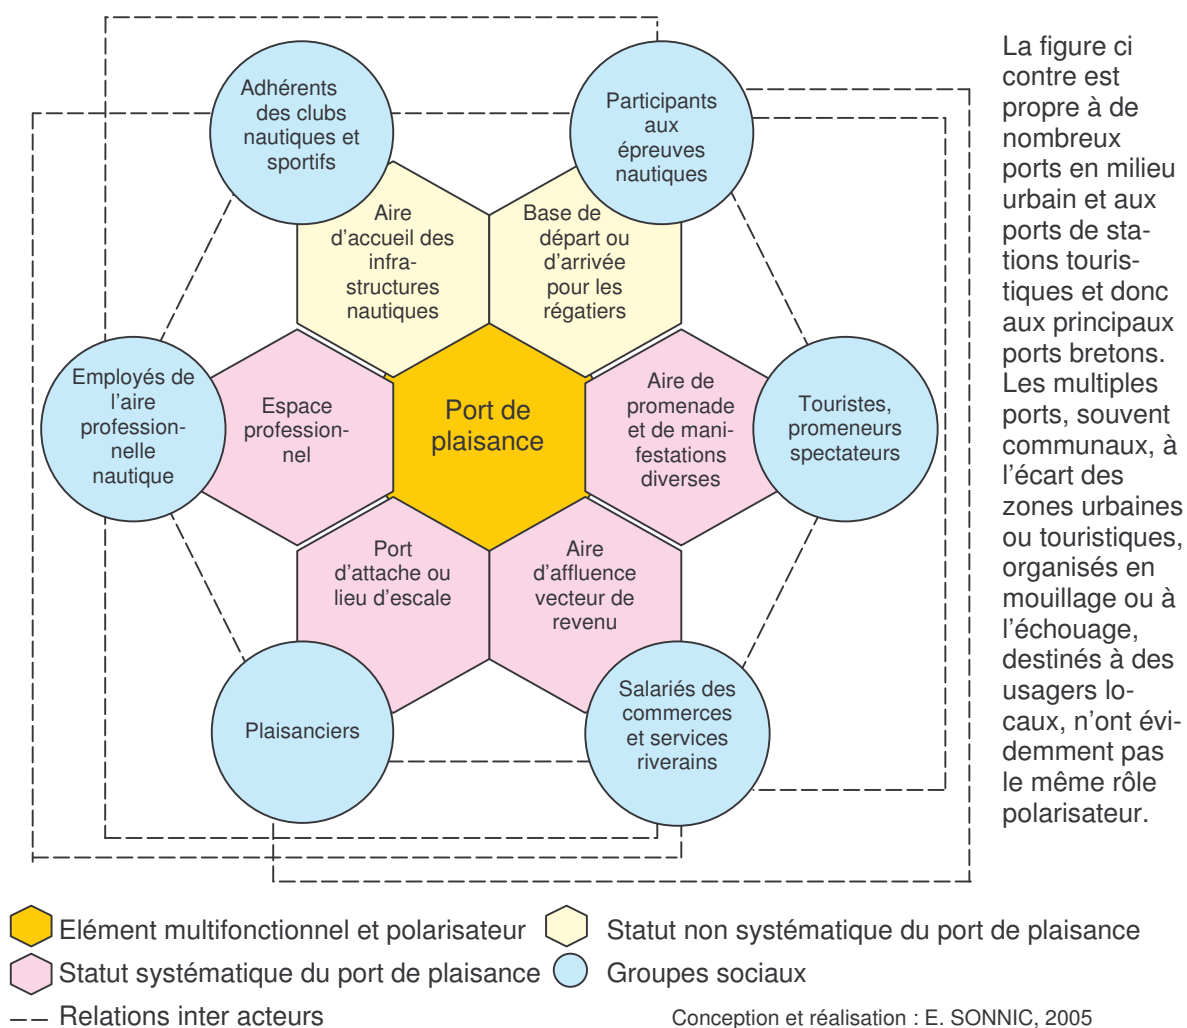 Adhérents
des clubs
nautiques et
sportifs
Participants
aux
épreuves
nautiques
Aire
d'accueil des
infra-
structures
nautiques
Base de
départ ou
d'arrivée
pour les
régatiers
Employés de
l'aire
profession-
nelle
nautique
Espace
profession-
nel
Port de
plaisance
Aire de
promenade
et de mani-
festations
diverses
Touristes,
promeneurs
spectateurs
Port
d'attache ou
lieu d'escale
Aire
d'affluence
vecteur de
revenu
Plaisanciers
Salariés des
commerces
et services
riverains
La figure ci
contre est
propre à de
nombreux
ports en milieu
urbain et aux
ports de sta-
tions touris-
tiques et donc
aux principaux
ports bretons.
Les multiples
ports, souvent
communaux, à
l'écart des
zones urbaines
ou touristiques,
organisés en
mouillage ou à
l'échouage,
destinés à des
usagers lo-
caux, n'ont évi-
demment pas
le même rôle
polarisateur.
Elément multifonctionnel et polarisateur
Statut non systématique du port de plaisance
Statut systématique du port de plaisance
Groupes sociaux
Relations inter acteurs
Conception et réalisation : E. SONNIC, 2005